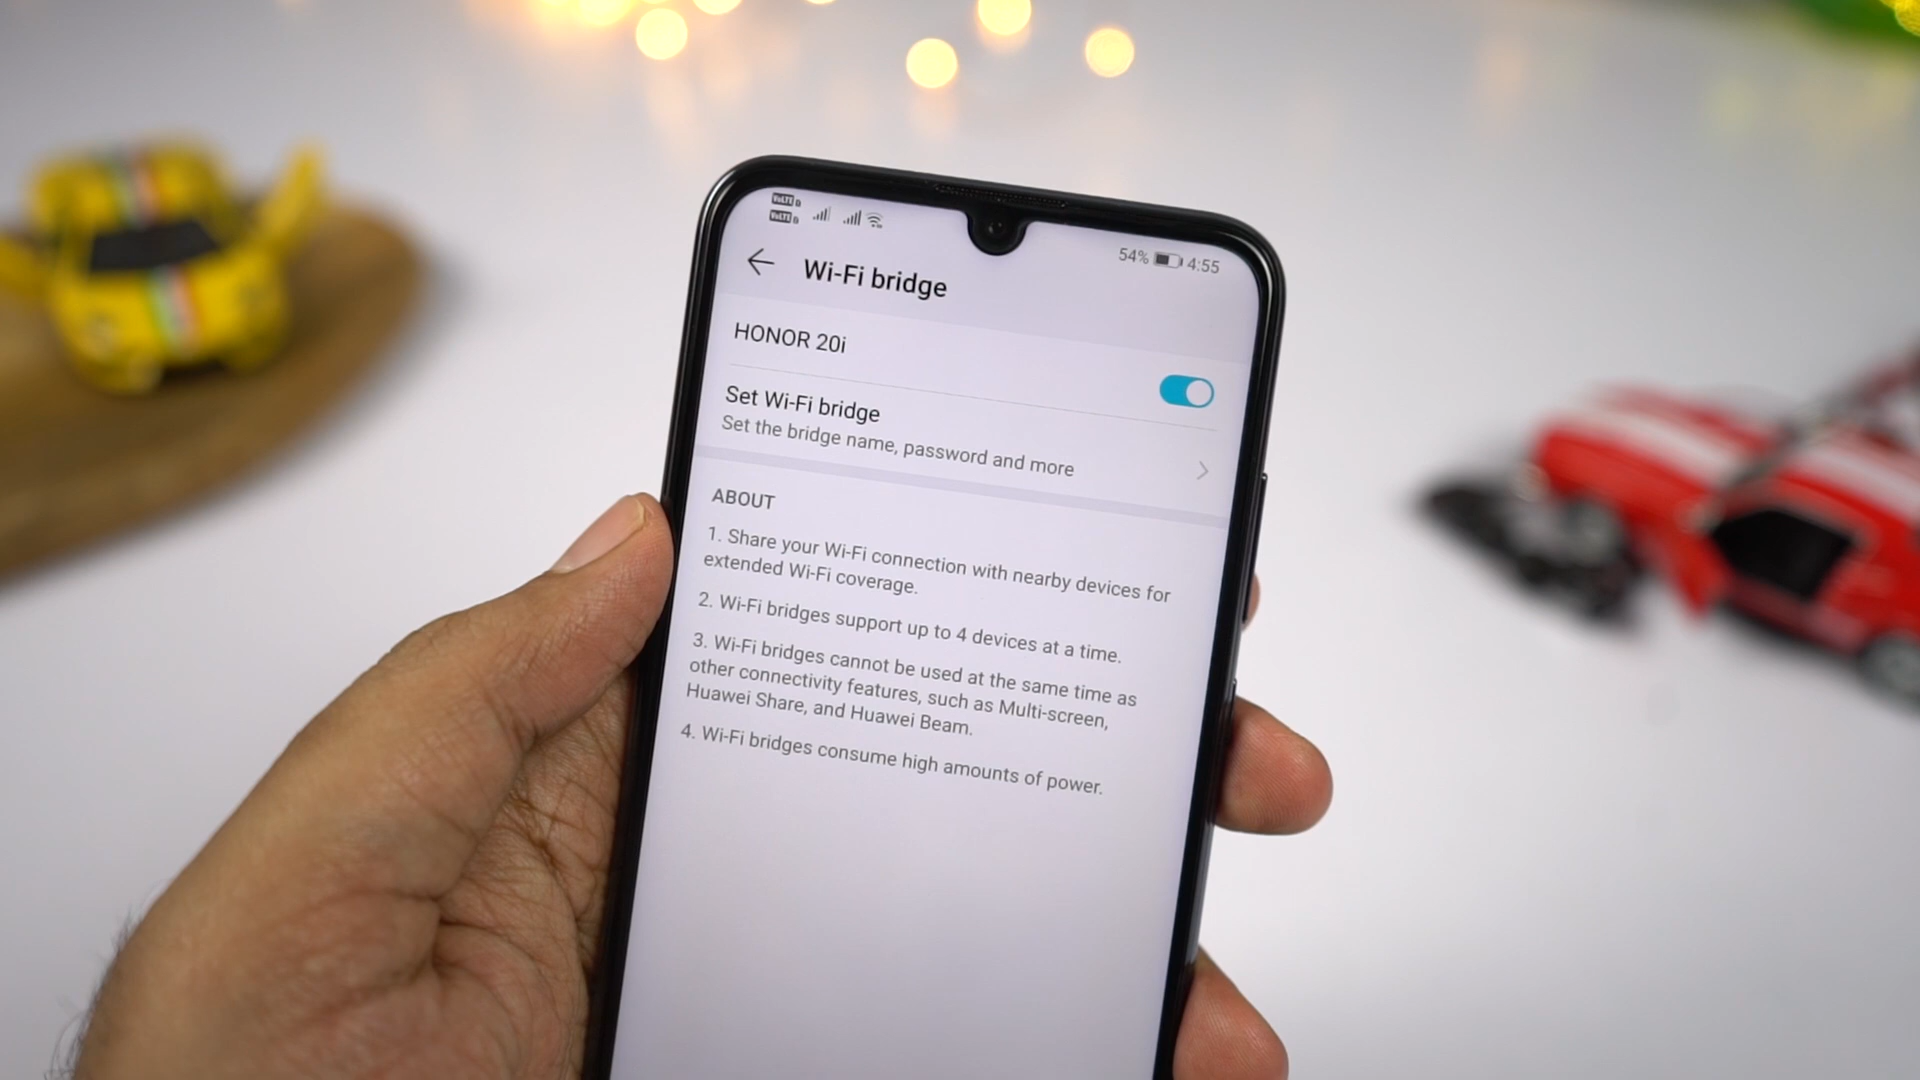 VoLTE
VoLTE
54% 4:55
Wi-Fi bridge
HONOR 20i
Set Wi-Fi bridge
Set the bridge name, password and more
ABOUT
1. Share your Wi-Fi connection with nearby devices for
extended Wi-Fi coverage.
2. Wi-Fi bridges support up to 4 devices at a time.
3. Wi-Fi bridges cannot be used at the same time as
other connectivity features, such as Multi-screen,
Huawei Share, and Huawei Beam.
4. Wi-Fi bridges consume high amounts of power.